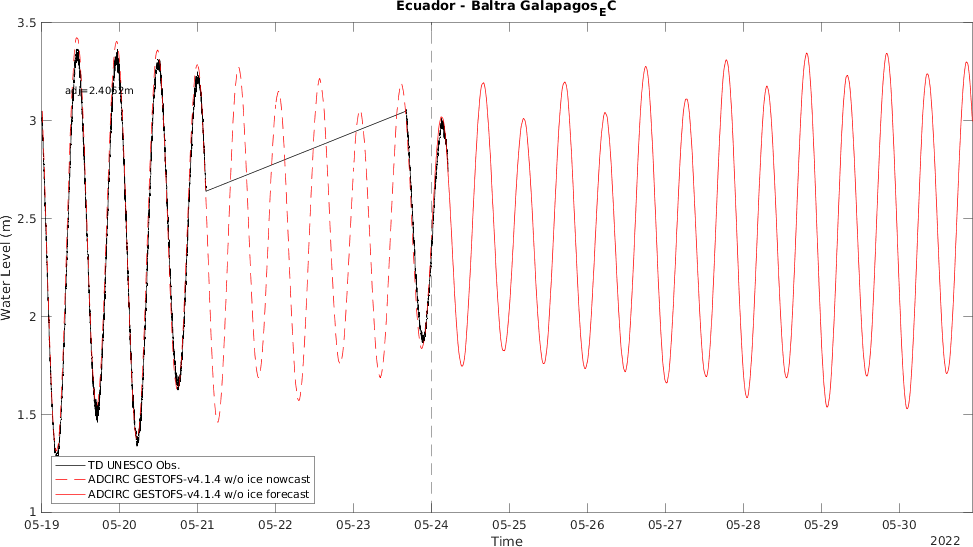 Ecuador - Baltra Galapagos_EC
3.5
3
2.5
2
1.5
1
Water Level (m)
adj=2.4052m
TD UNESCO Obs.
ADCIRC GESTOFS-v4.1.4 w/o ice nowcast
ADCIRC GESTOFS-v4.1.4 w/o ice forecast
05-19 05-20 05-21 05-22 05-23 05-24 05-25 05-26 05-27 05-28 05-29 05-30
Time
2022